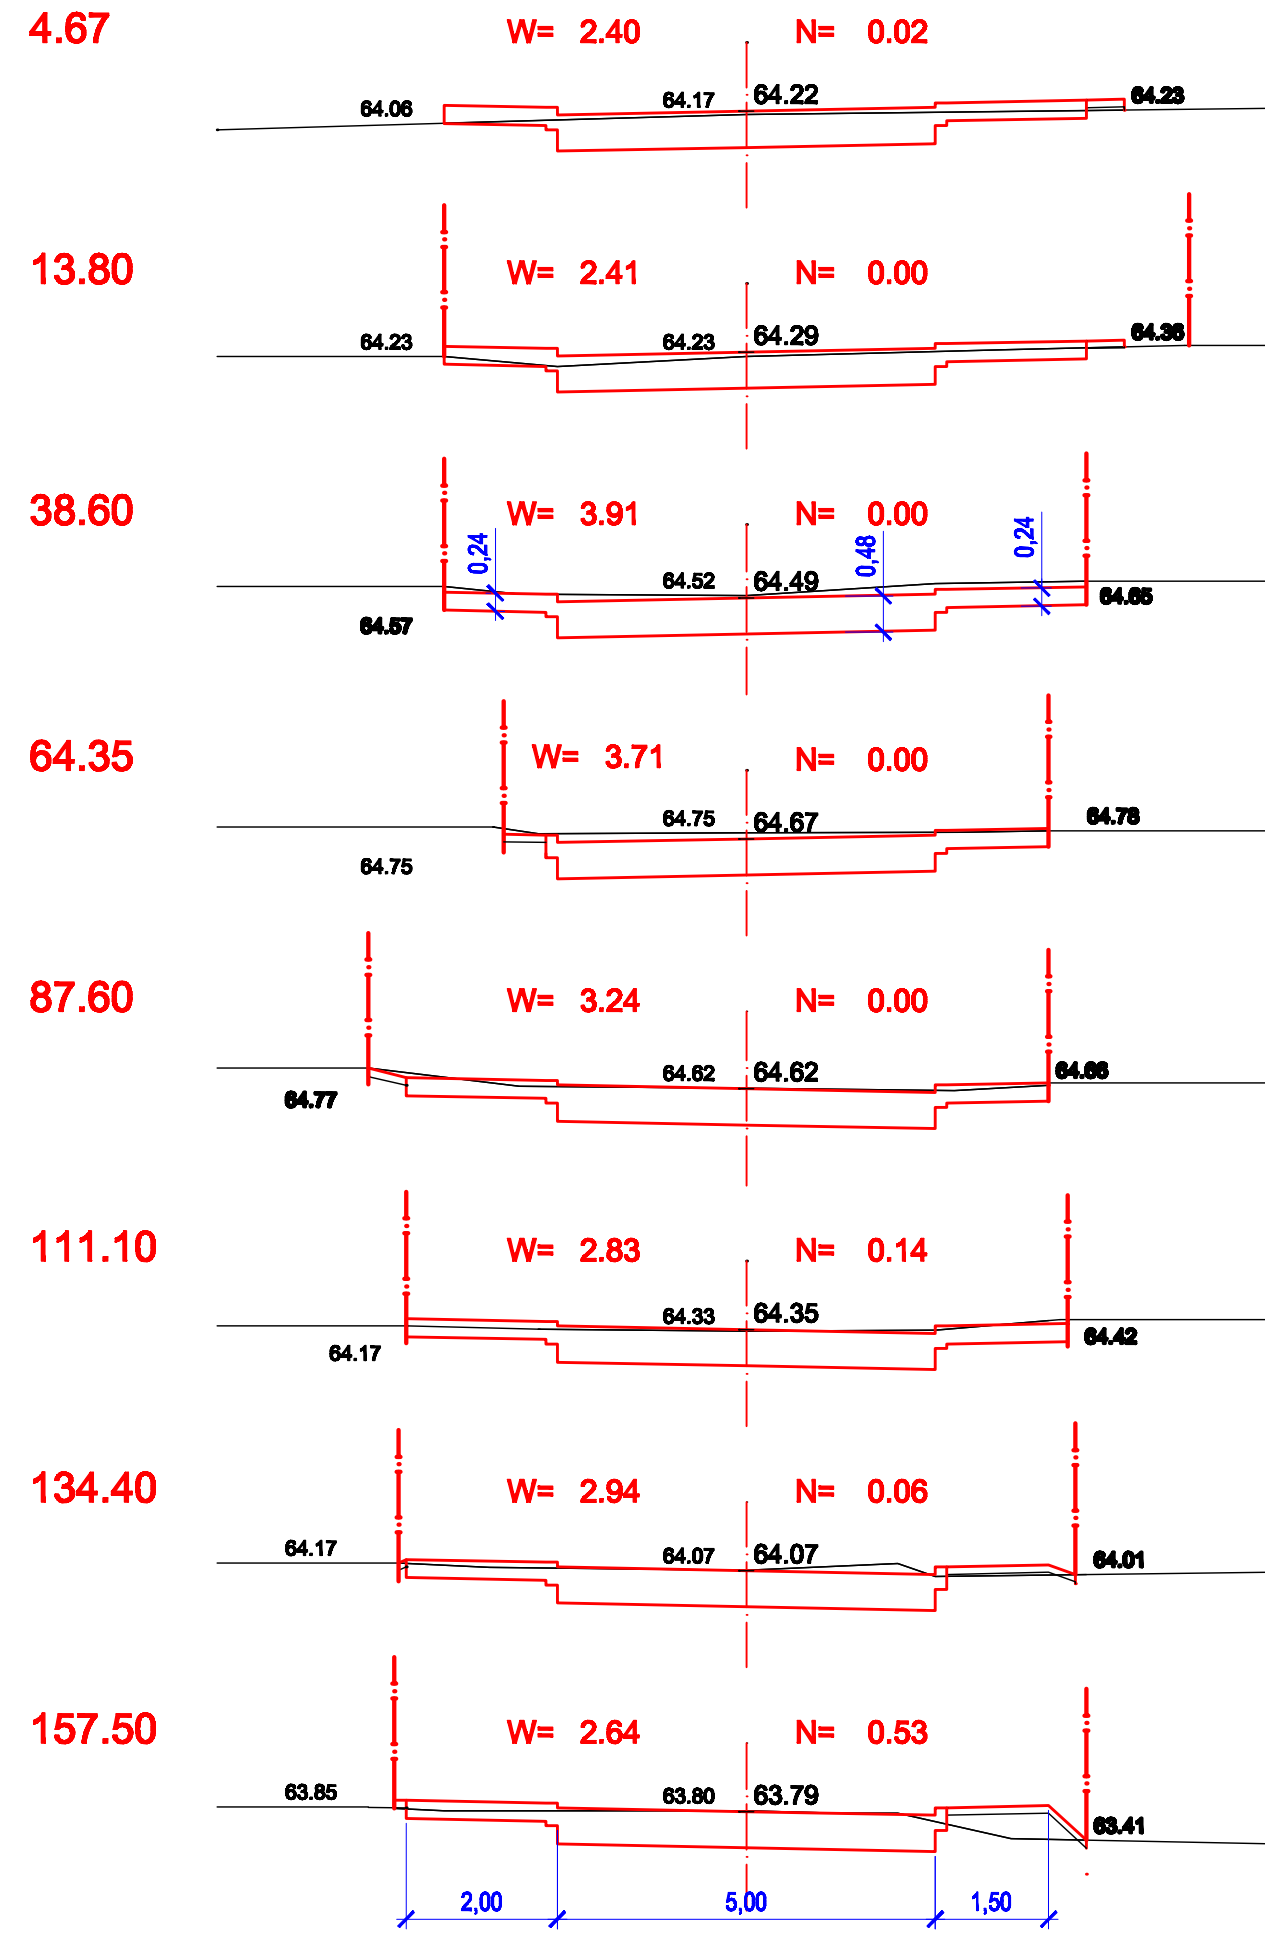 4.67 W= 2.40 N= 0.02
64.06 64.17 64.22 64.23
13.80 W= 2.41 N= 0.00
64.23 64.23 64.29 64.36
38.60 W= 3.91 N= 0.00
0,24 0,48 0,24
64.52 64.49 64.65
64.57
64.35 W= 3.71 N= 0.00
64.75 64.67 64.78
64.75
87.60 W= 3.24 N= 0.00
64.62 64.62 64.66
64.77
111.10 W= 2.83 N= 0.14
64.33 64.35 64.42
64.17
134.40 W= 2.94 N= 0.06
64.17 64.07 64.07 64.01
157.50 W= 2.64 N= 0.53
63.85 63.80 63.79 63.41
2,00 5,00 1,50